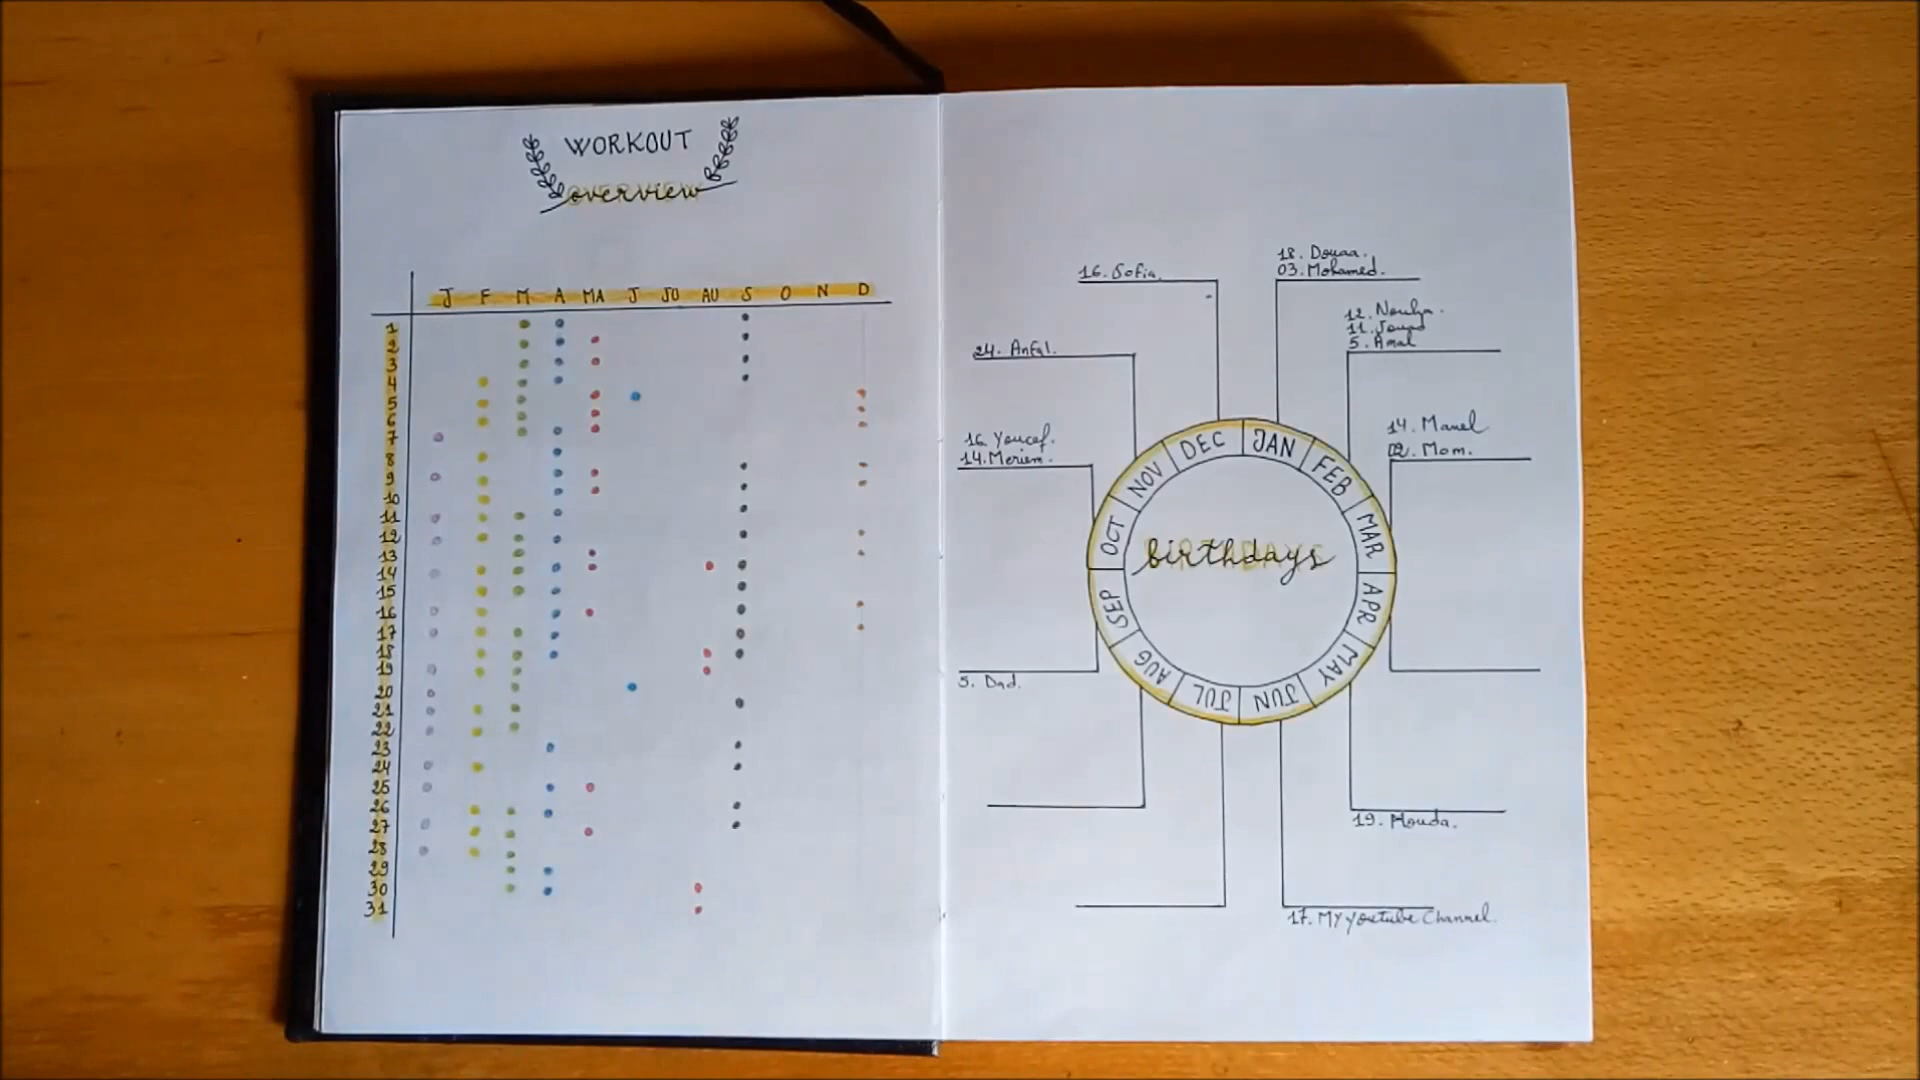 WORKOUT
overview
J F M A MA J JU AU S O N D
1
2
3
4
5
6
7
8
9
10
11
12
13
14
15
16
17
18
19
20
21
22
23
24
25
26
27
28
29
30
31
16. Sofia.
18. Douaa.
03. Mohamed.
24. Anfal.
12.
11.
5. Amal
16. Youcef.
14. Meriem.
14. Manel
02. Mom.
DEC JAN
NOV FEB
OCT MAR
birthdays
SEP APR
AUG MAY
JUL JUN
5. Dad.
19. Houda.
17. My youtube Channel.